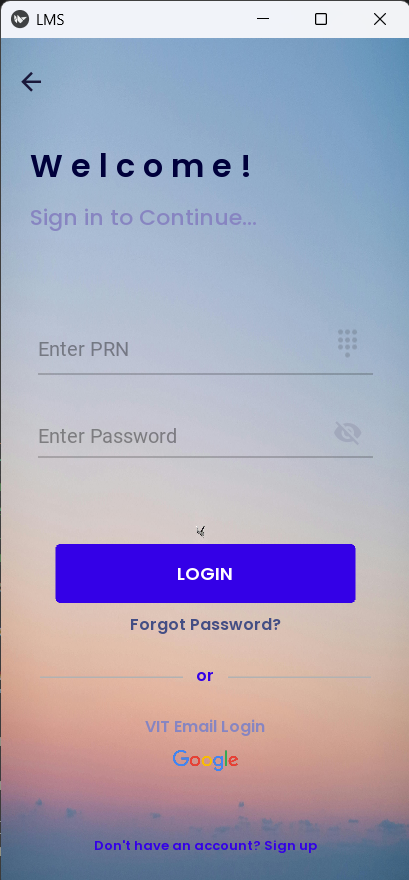 LMS
Welcome!
Sign in to Continue...
Enter PRN
Enter Password
LOGIN
Forgot Password?
or
VIT Email Login
Google
Don't have an account? Sign up